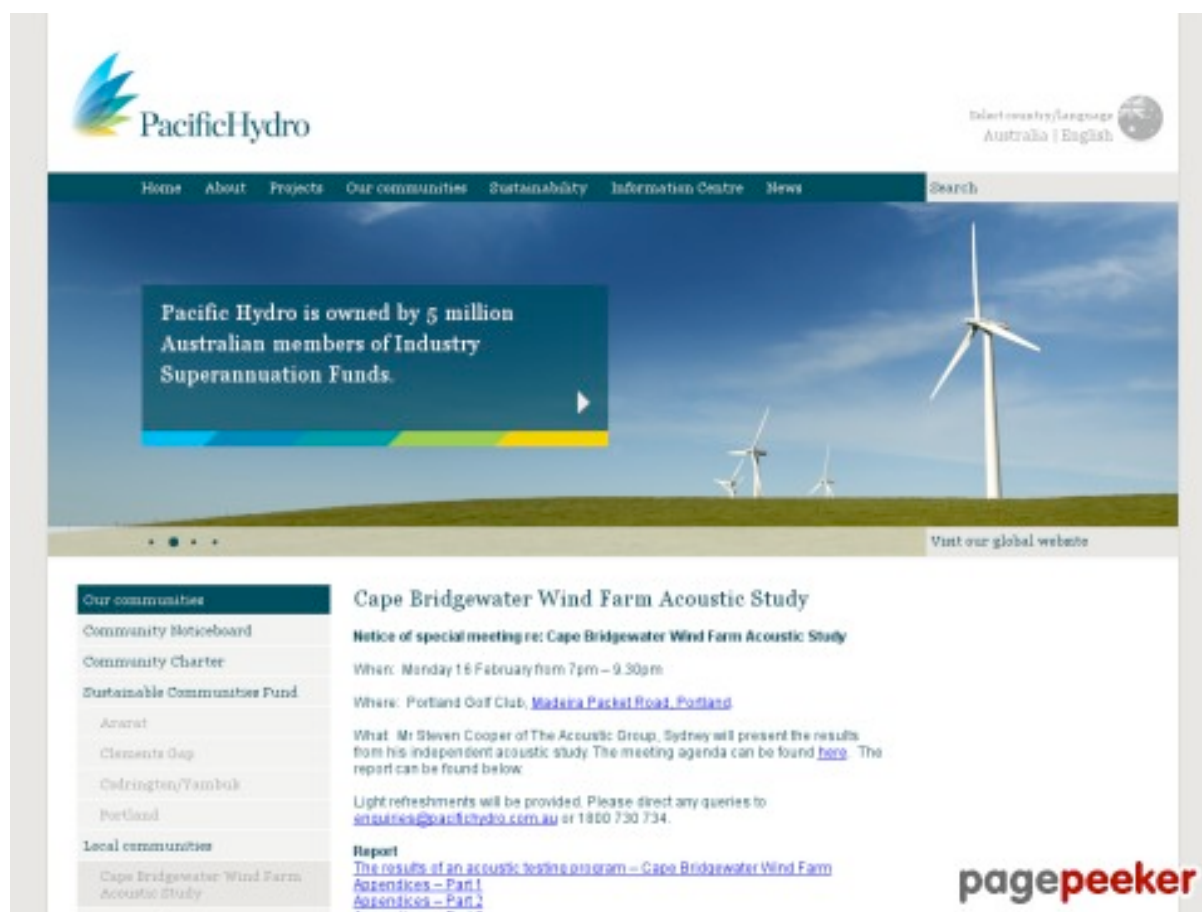 PacificHydro
Select country/language
Australia | English
Home About Projects Our communities Sustainability Information Centre News
Search
Pacific Hydro is owned by 5 million
Australian members of Industry
Superannuation Funds.
Visit our global website
Our communities
Community Noticeboard
Community Charter
Sustainable Communities Fund
Ararat
Clements Gap
Codrington/Yambuk
Portland
Local communities
Cape Bridgewater Wind Farm
Acoustic Study
Cape Bridgewater Wind Farm Acoustic Study
Notice of special meeting re: Cape Bridgewater Wind Farm Acoustic Study
When: Monday 16 February from 7pm – 9.30pm
Where: Portland Golf Club, Madeira Packet Road, Portland.
What: Mr Steven Cooper of The Acoustic Group, Sydney will present the results
from his independent acoustic study. The meeting agenda can be found here. The
report can be found below.
Light refreshments will be provided. Please direct any queries to
enquiries@pacifichydro.com.au or 1800 730 734.
Report
The results of an acoustic testing program – Cape Bridgewater Wind Farm
Appendices – Part 1
Appendices – Part 2
pagepeeker